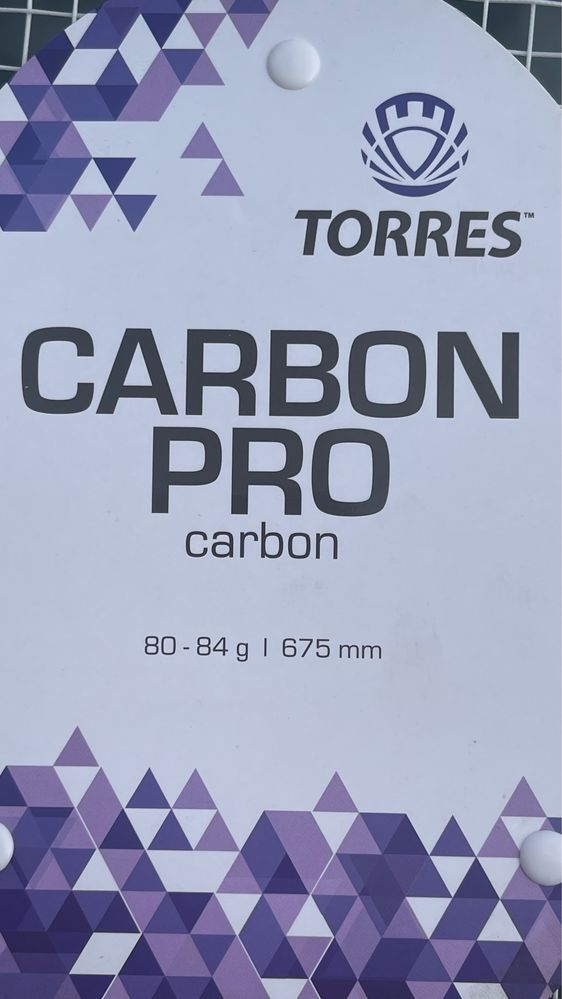 TORRES™
CARBON
PRO
carbon
80 - 84 g | 675 mm